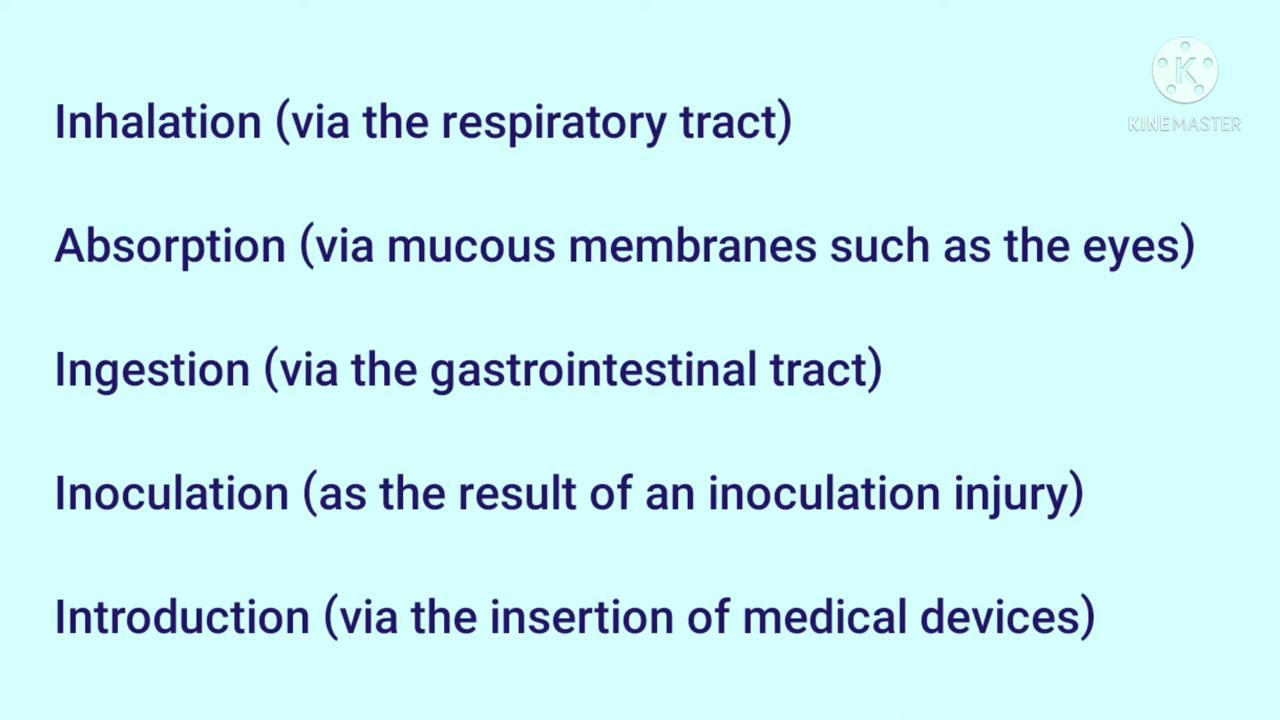 Inhalation (via the respiratory tract)
Absorption (via mucous membranes such as the eyes)
Ingestion (via the gastrointestinal tract)
Inoculation (as the result of an inoculation injury)
Introduction (via the insertion of medical devices)
K
KINEMASTER